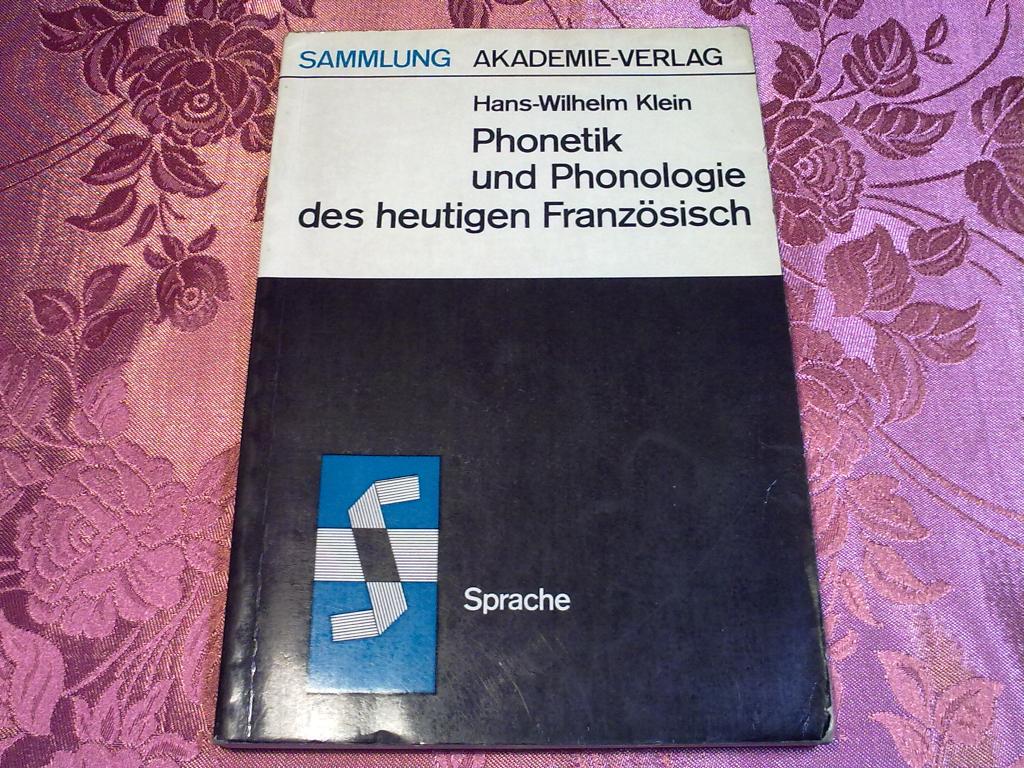 SAMMLUNG AKADEMIE-VERLAG
Hans-Wilhelm Klein
Phonetik
und Phonologie
des heutigen Französisch
Sprache